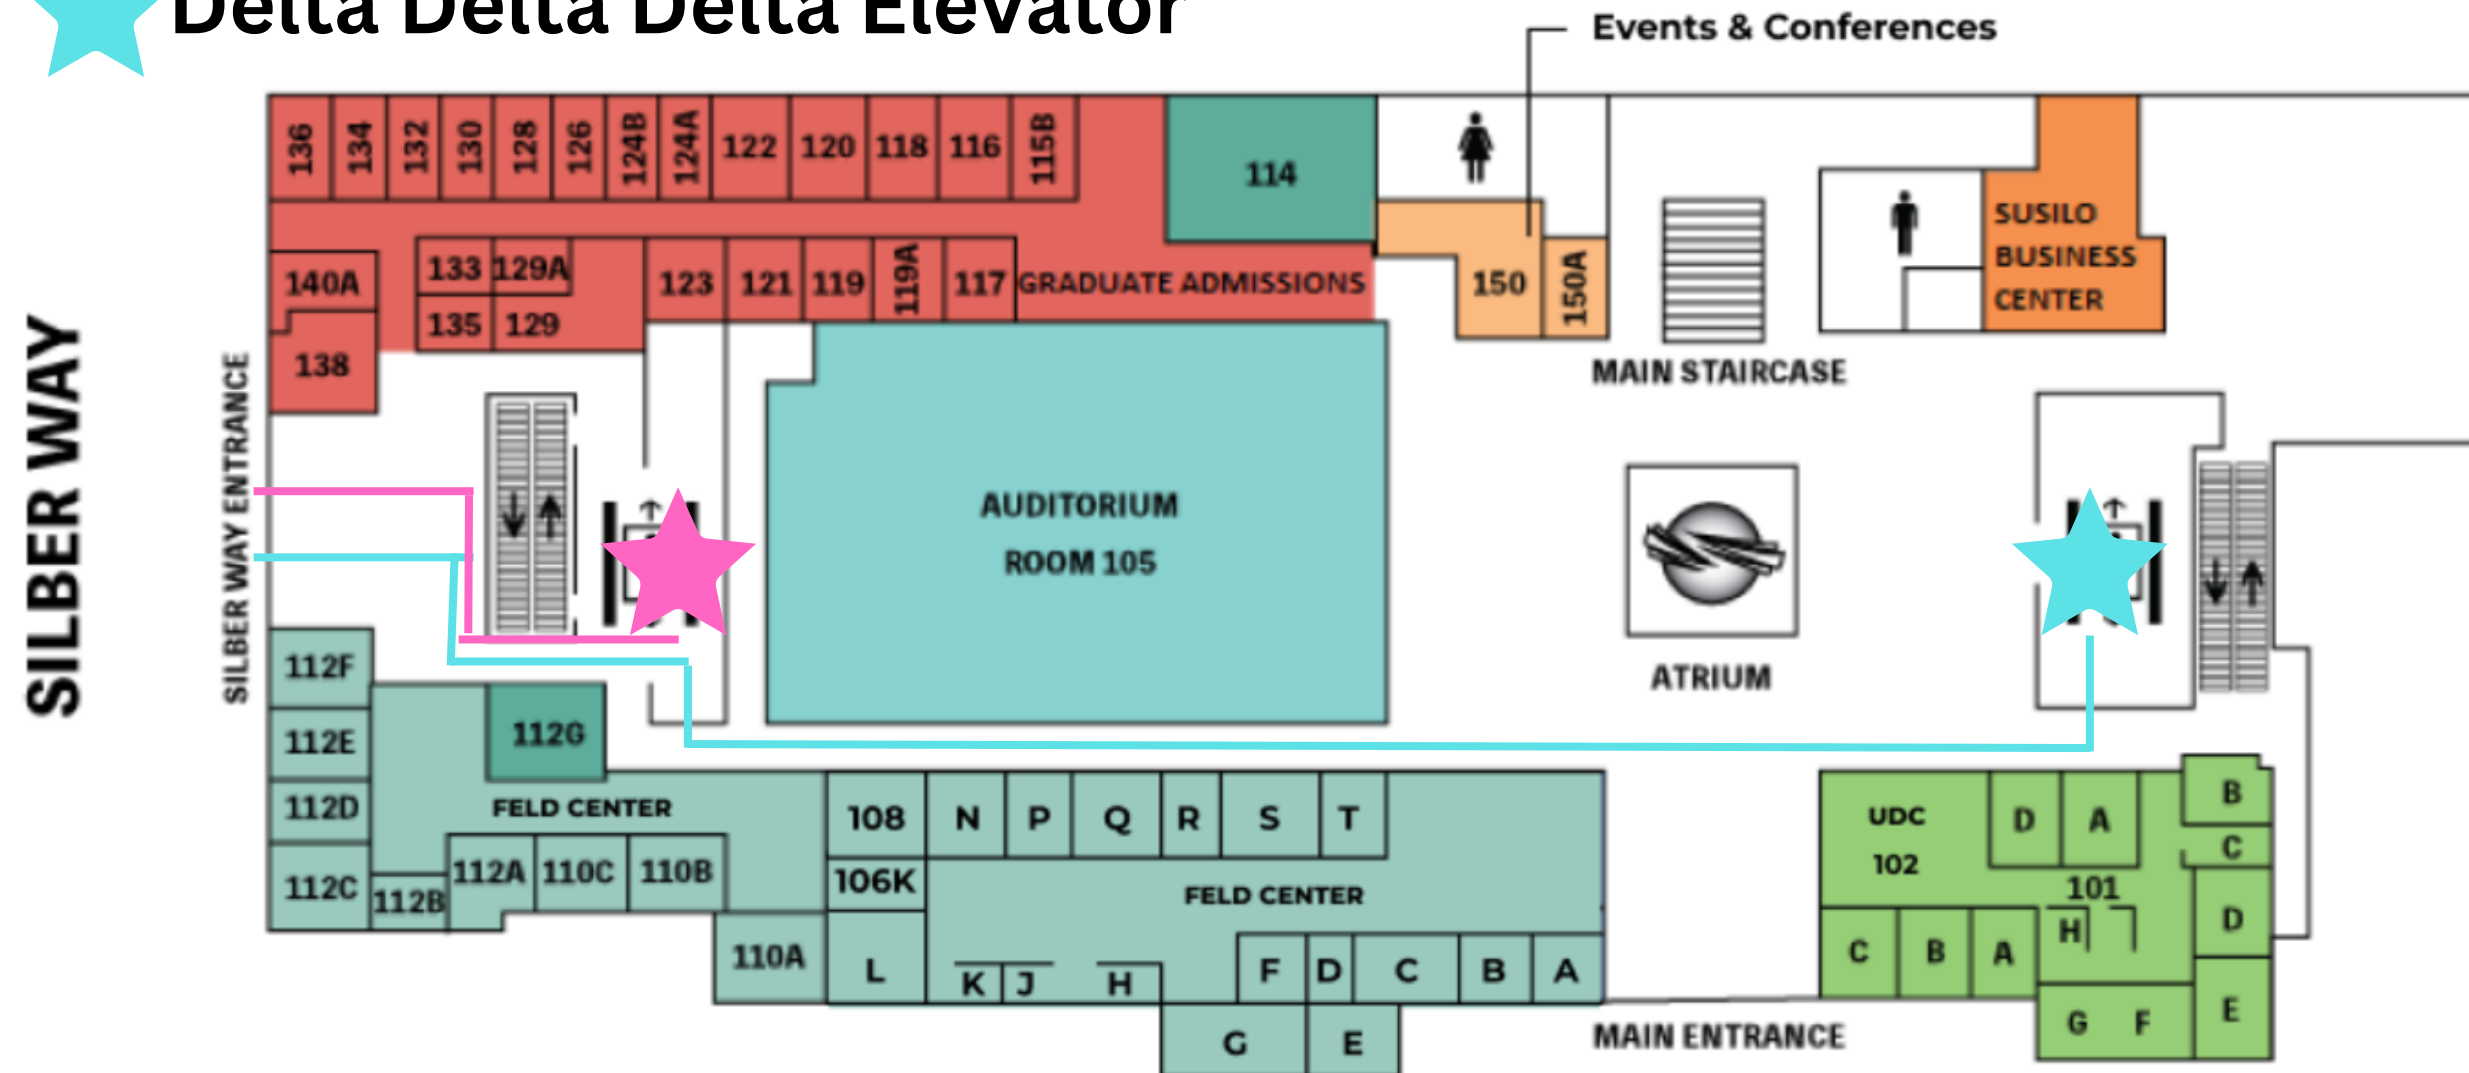 Delta Delta Delta Elevator
Events & Conferences
136 134 132 130 128 126 124B 124A 122 120 118 116 115B
114
SUSILO
BUSINESS
CENTER
140A
133 129A
135 129
123 121 119 119A 117 GRADUATE ADMISSIONS
150 150A
138
MAIN STAIRCASE
SILBER WAY
SILBER WAY ENTRANCE
AUDITORIUM
ROOM 105
ATRIUM
112F
112E
112G
112D
FELD CENTER
112C
112B
112A 110C 110B
110A
108 N P Q R S T
106K
FELD CENTER
L K J H F D C B A
G E
UDC
102
D A B
C
101
C B A H D
G F E
MAIN ENTRANCE